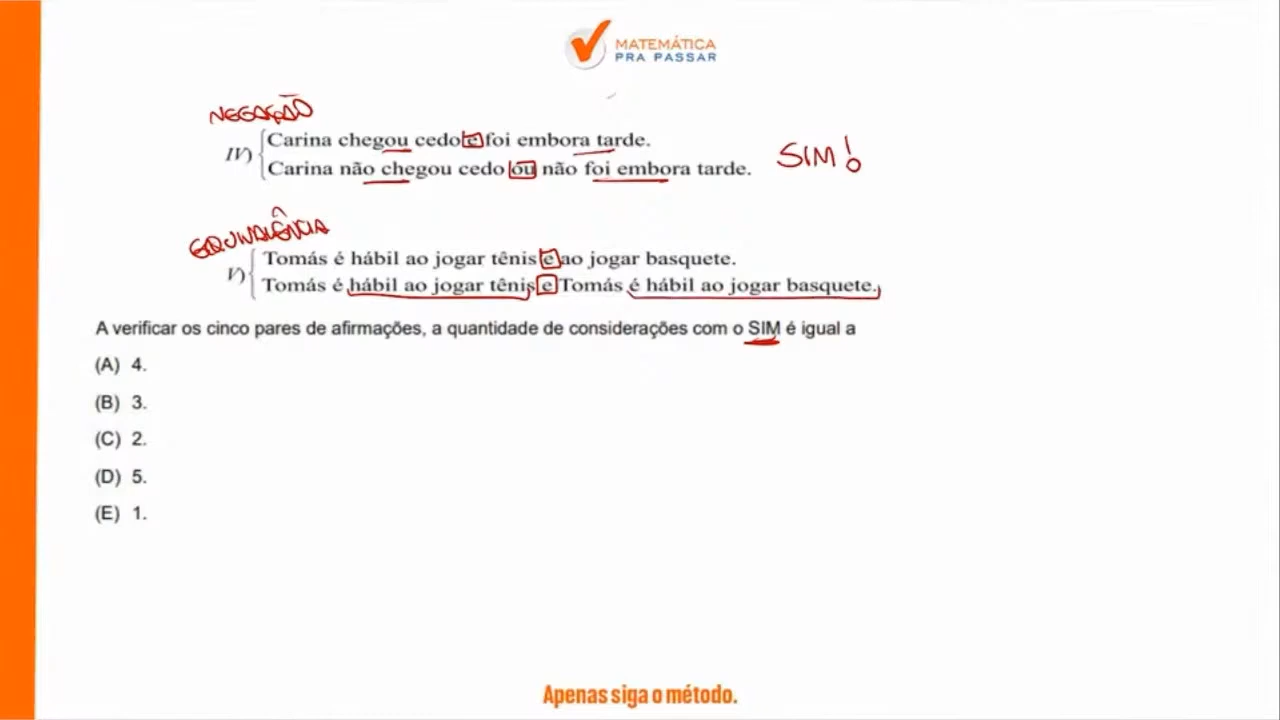 MATEMÁTICA
PRA PASSAR
NEGAÇÃO
IV) Carina chegou cedo e foi embora tarde.
Carina não chegou cedo ou não foi embora tarde.
SIM!
EQUIVALÊNCIA
V) Tomás é hábil ao jogar tênis e ao jogar basquete.
Tomás é hábil ao jogar tênis e Tomás é hábil ao jogar basquete.
A verificar os cinco pares de afirmações, a quantidade de considerações com o SIM é igual a
(A) 4.
(B) 3.
(C) 2.
(D) 5.
(E) 1.
Apenas siga o método.